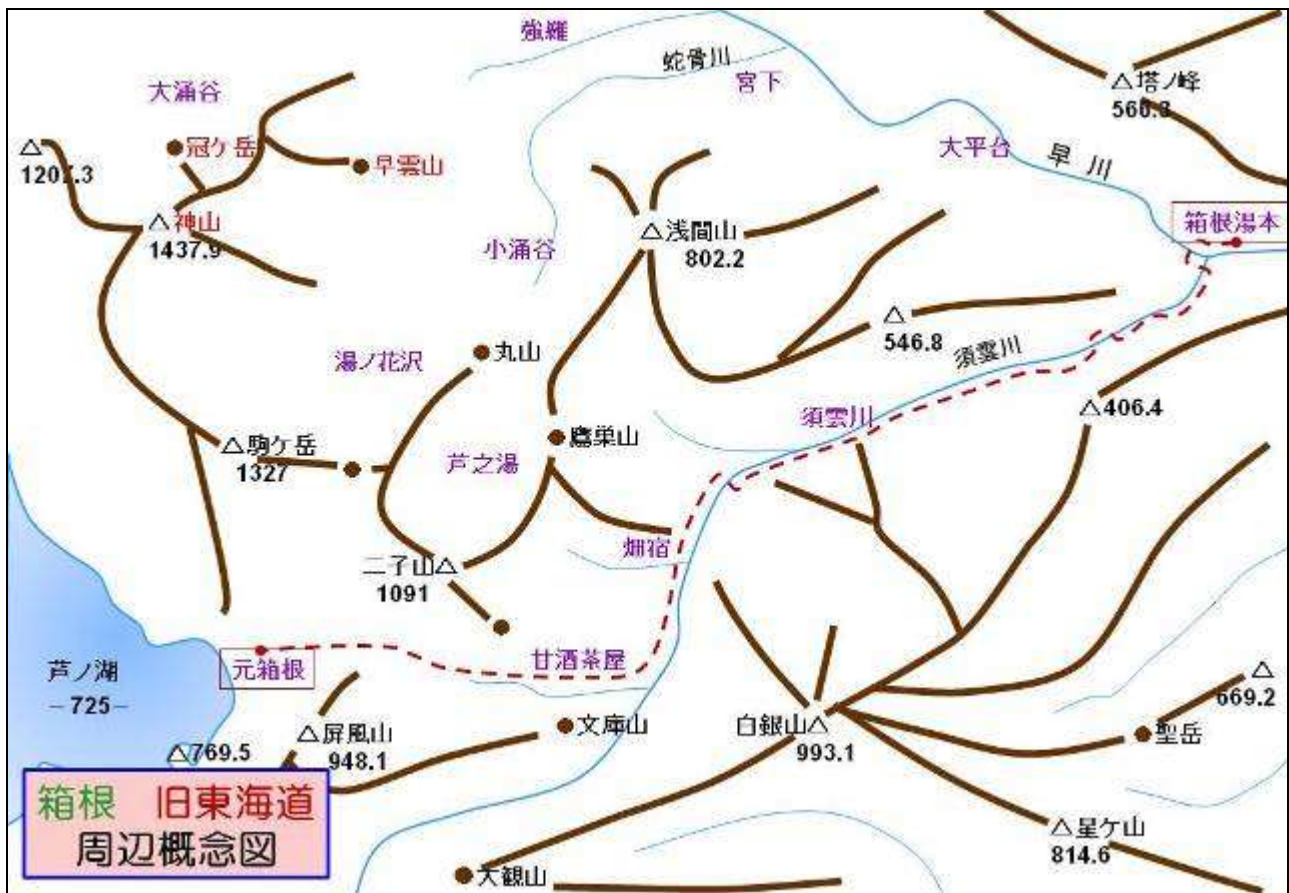 強羅
蛇骨川
宮下
大涌谷
△塔ノ峰
560.3
冠ケ岳
早雲山
大平台
早川
△
1207.3
△神山
1437.9
箱根湯本
小涌谷
△浅間山
802.2
△
546.8
須雲川
湯ノ花沢
丸山
須雲川
△406.4
△駒ケ岳
1327
芦之湯
鷹巣山
畑宿
二子山△
1091
甘酒茶屋
元箱根
芦ノ湖
－725－
△
669.2
△769.5
△屏風山
948.1
文庫山
白銀山△
993.1
聖岳
箱根 旧東海道
周辺概念図
△星ケ山
814.6
大観山